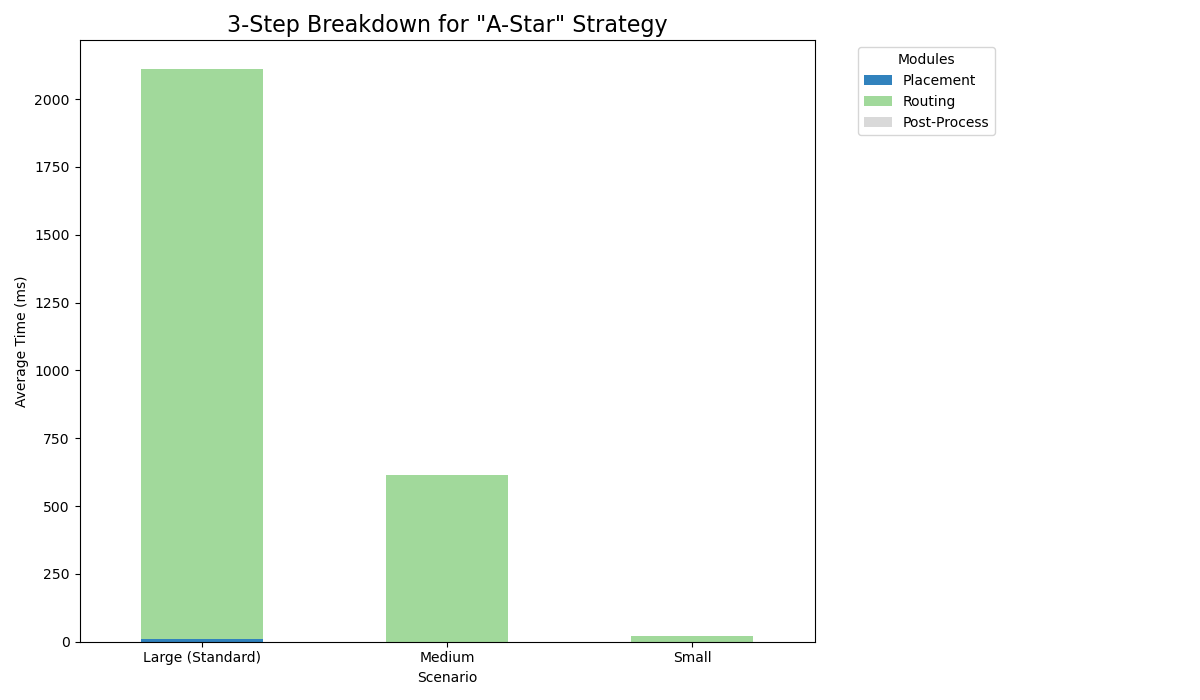 3-Step Breakdown for "A-Star" Strategy
Modules
Placement
Routing
Post-Process
Average Time (ms)
2000
1750
1500
1250
1000
750
500
250
0
Large (Standard)
Medium
Small
Scenario